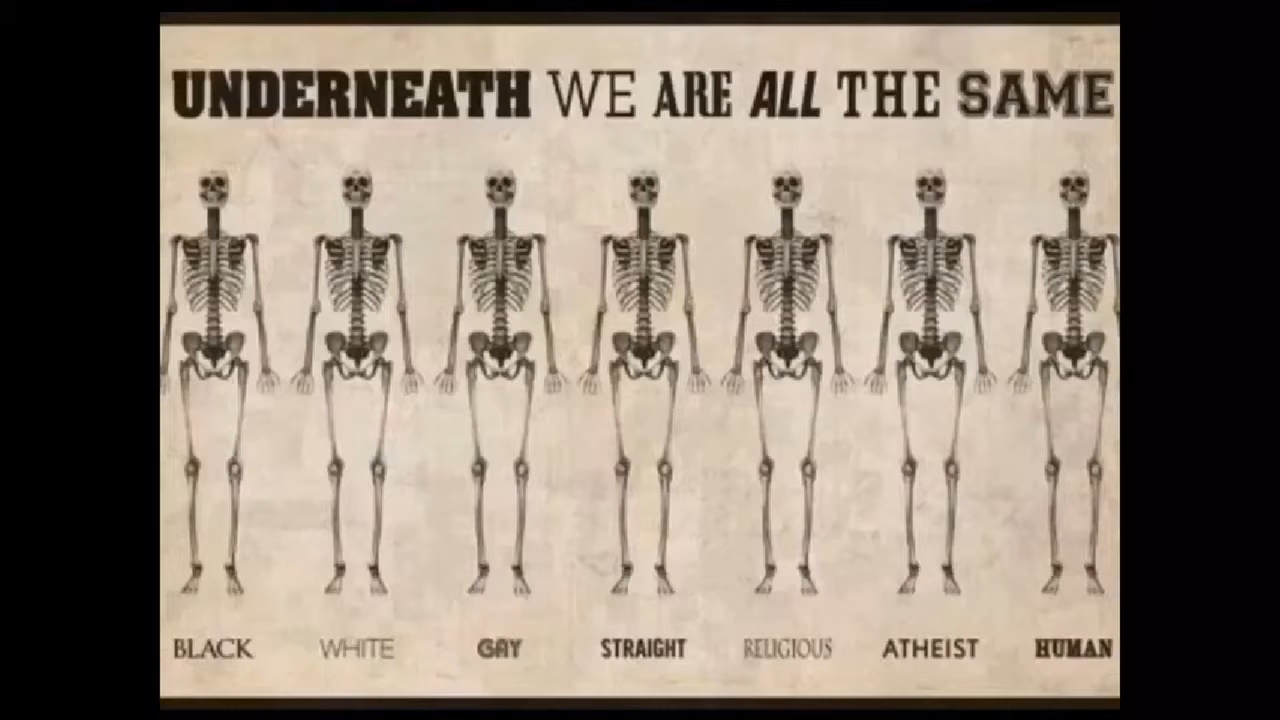 UNDERNEATH WE ARE ALL THE SAME
BLACK WHITE GAY STRAIGHT RELIGIOUS ATHEIST HUMAN